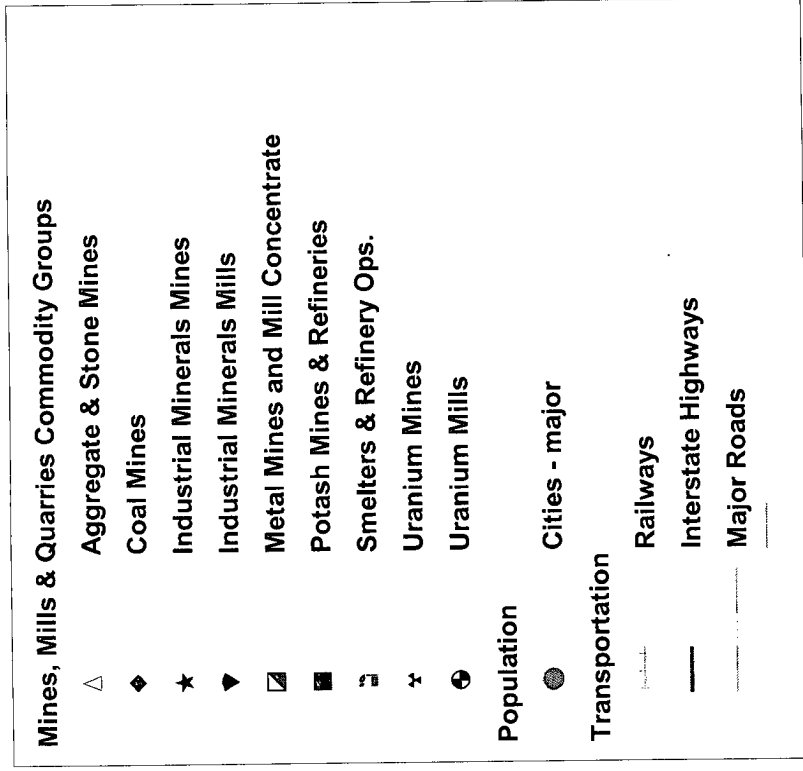 Mines, Mills & Quarries Commodity Groups
Aggregate & Stone Mines
Coal Mines
Industrial Minerals Mines
Industrial Minerals Mills
Metal Mines and Mill Concentrate
Potash Mines & Refineries
Smelters & Refinery Ops.
Uranium Mines
Uranium Mills
Population
Cities - major
Transportation
Railways
Interstate Highways
Major Roads